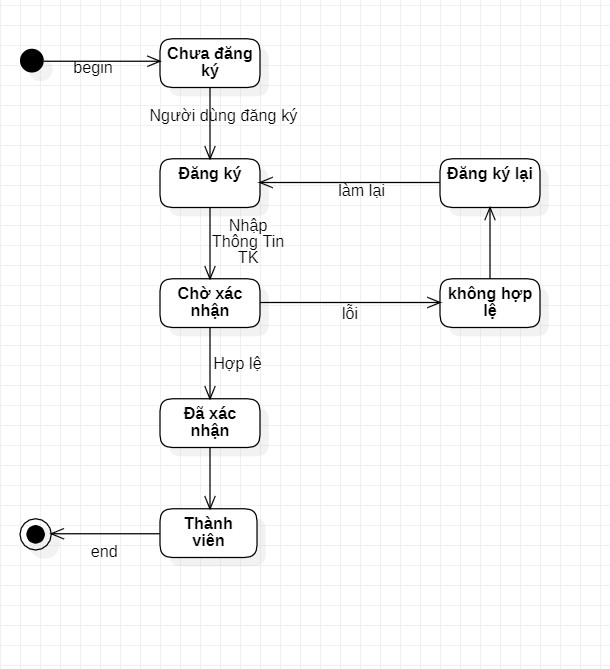 Chưa đăng
ký
begin
Người dùng đăng ký
Đăng ký
Đăng ký lại
làm lại
Nhập
Thông Tin
TK
Chờ xác
nhận
không hợp
lệ
lỗi
Hợp lệ
Đã xác
nhận
Thành
viên
end